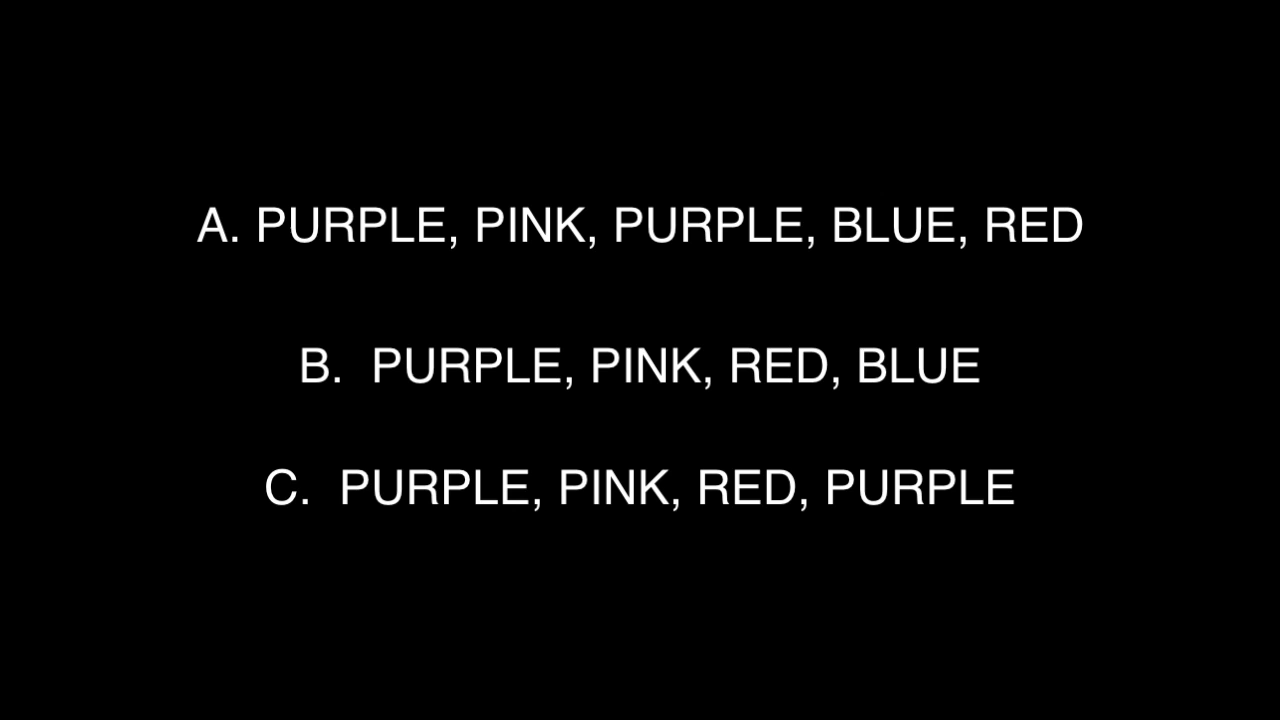 A. PURPLE, PINK, PURPLE, BLUE, RED
B. PURPLE, PINK, RED, BLUE
C. PURPLE, PINK, RED, PURPLE